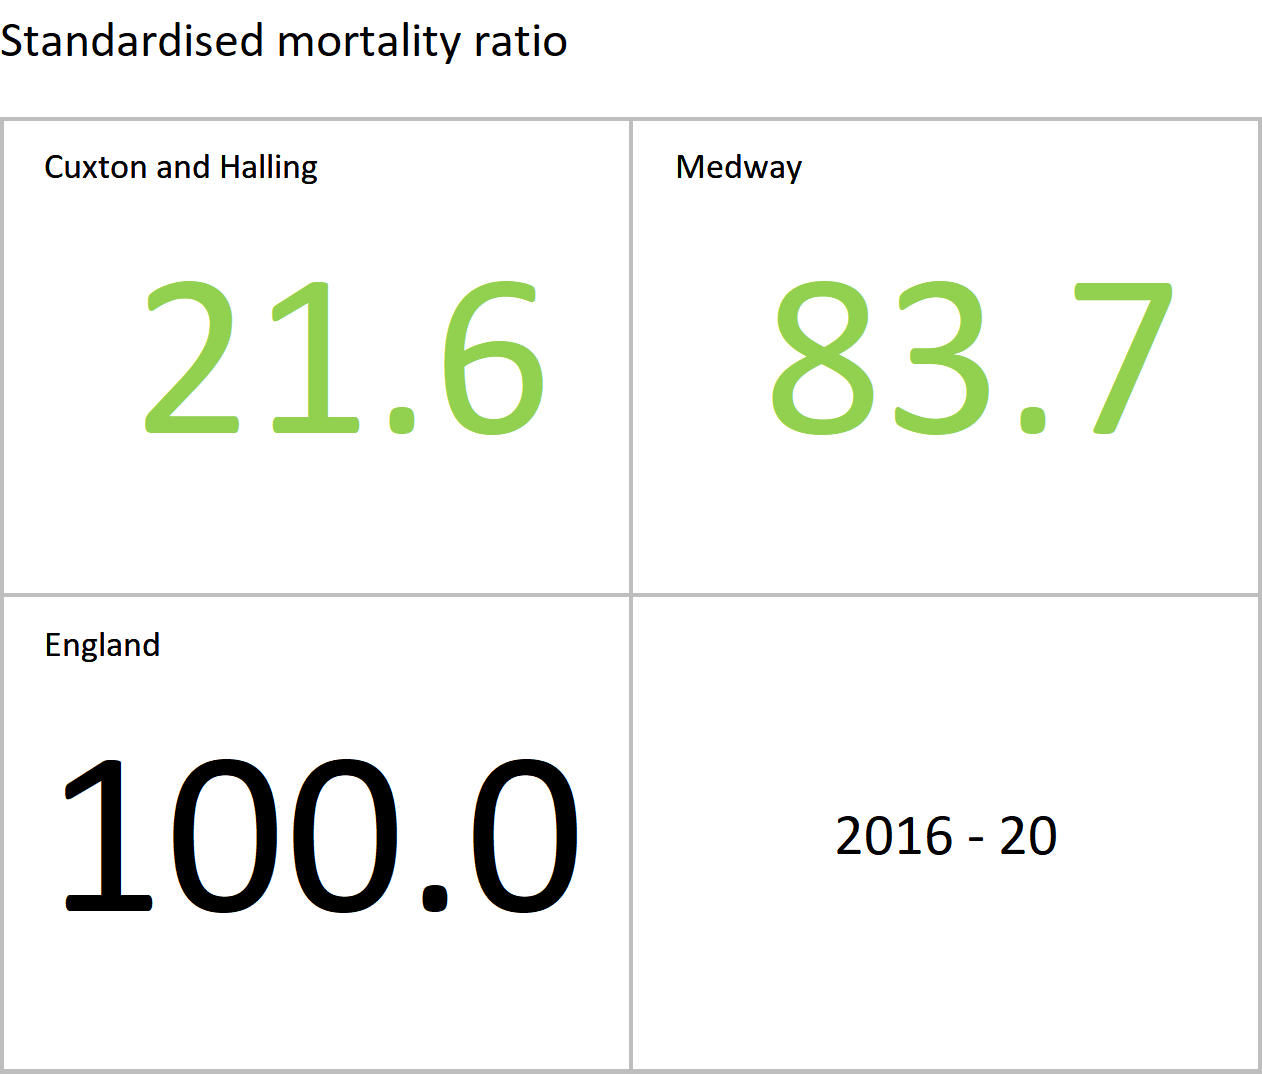 Standardised mortality ratio
Cuxton and Halling
Medway
21.6
83.7
England
100.0
2016 - 20